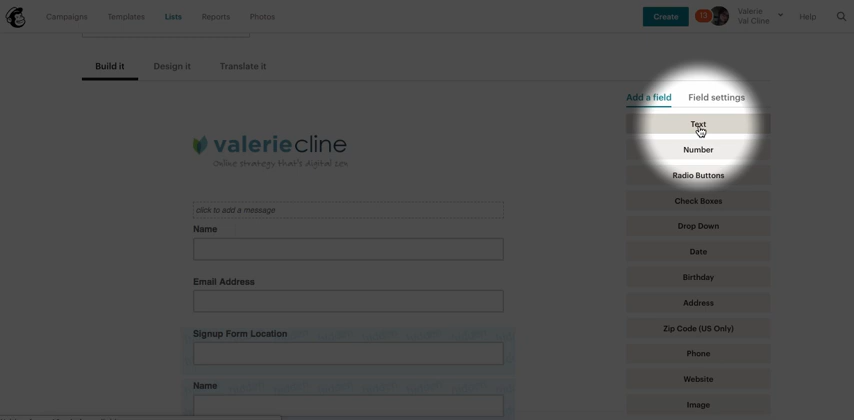 Campaigns Templates Lists Reports Photos Create 13 Valerie Help
Val Cline
Build it Design it Translate it
Add a field Field settings
Text
valeriecline
Online strategy that's digital zen
Number
Radio Buttons
Check Boxes
click to add a message
Name
Drop Down
Date
Email Address
Birthday
Address
Signup Form Location
Zip Code (US Only)
Phone
Website
Name
Image